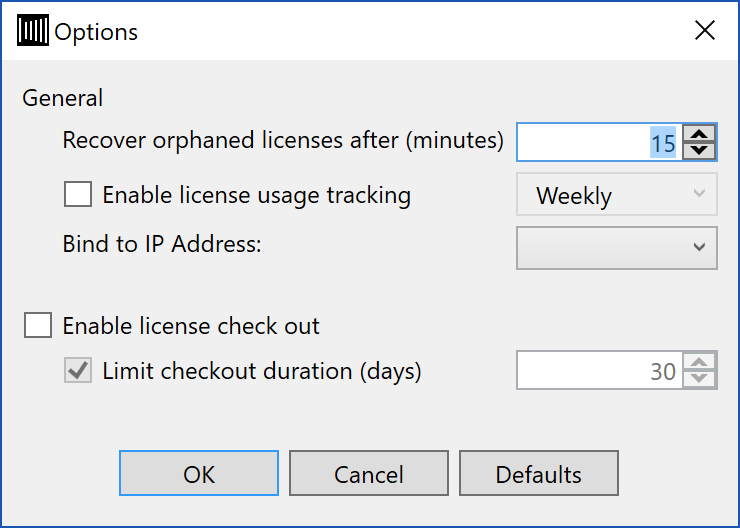 Options
General
Recover orphaned licenses after (minutes) 15
Enable license usage tracking Weekly
Bind to IP Address:
Enable license check out
Limit checkout duration (days) 30
OK Cancel Defaults